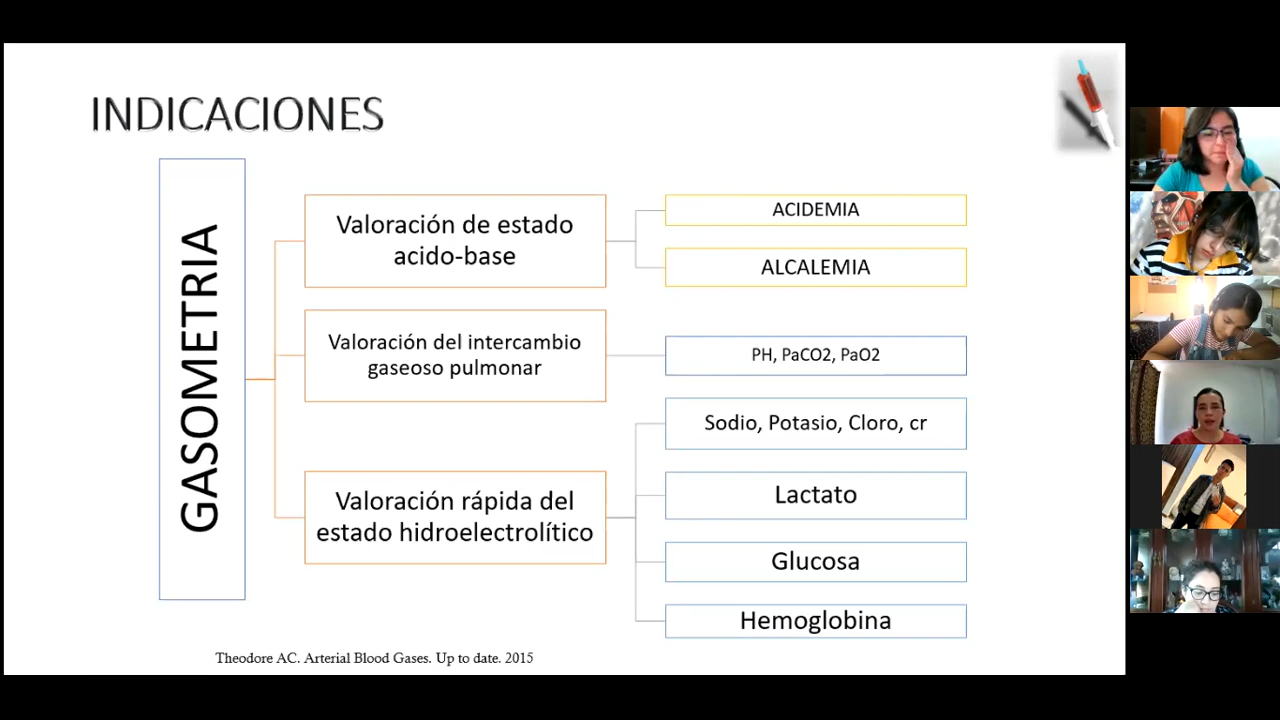 INDICACIONES
GASOMETRIA
Valoración de estado
acido-base
ACIDEMIA
ALCALEMIA
Valoración del intercambio
gaseoso pulmonar
PH, PaCO2, PaO2
Valoración rápida del
estado hidroelectrolítico
Sodio, Potasio, Cloro, cr
Lactato
Glucosa
Hemoglobina
Theodore AC. Arterial Blood Gases. Up to date. 2015